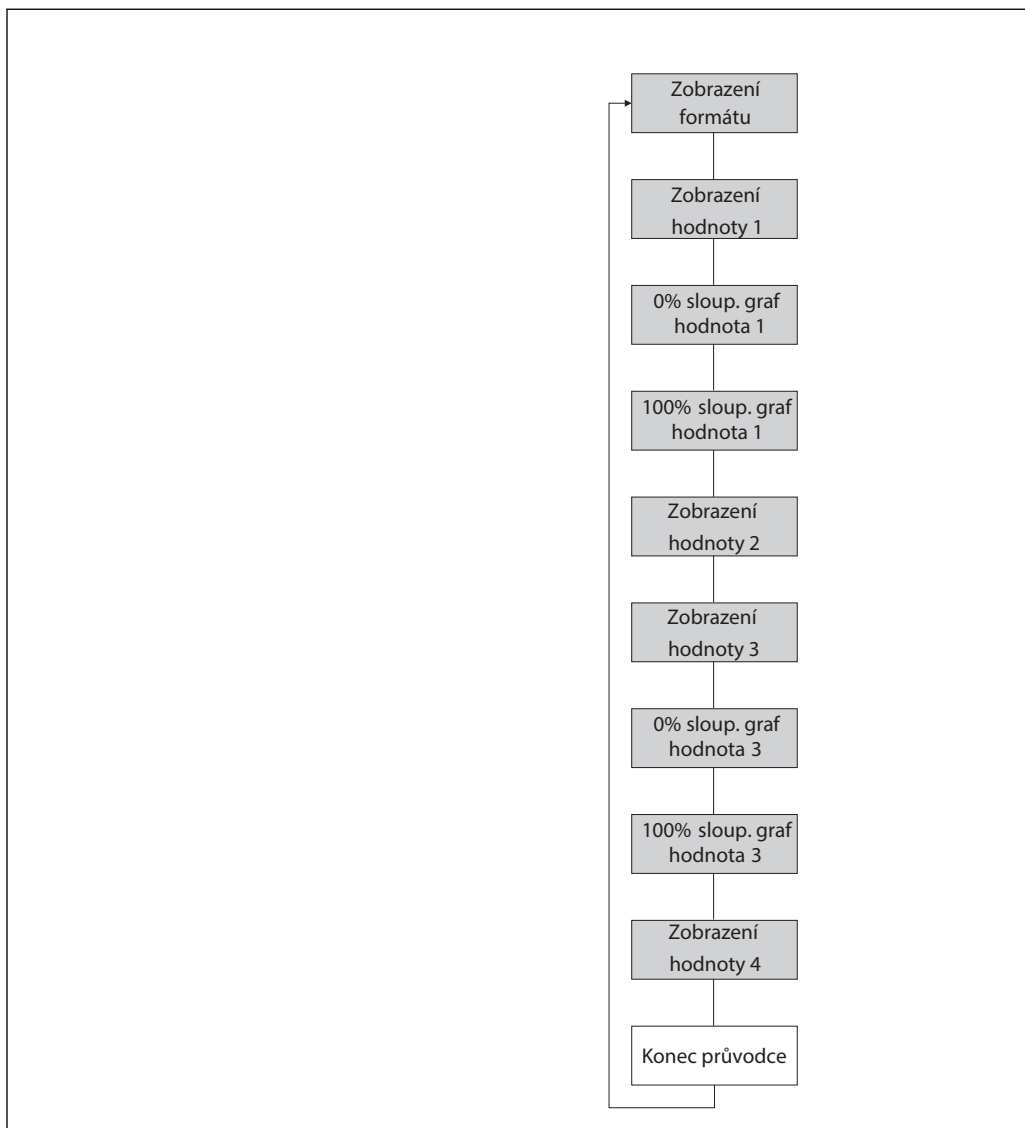 Zobrazení
formátu
Zobrazení
hodnoty 1
0% sloup. graf
hodnota 1
100% sloup. graf
hodnota 1
Zobrazení
hodnoty 2
Zobrazení
hodnoty 3
0% sloup. graf
hodnota 3
100% sloup. graf
hodnota 3
Zobrazení
hodnoty 4
Konec průvodce